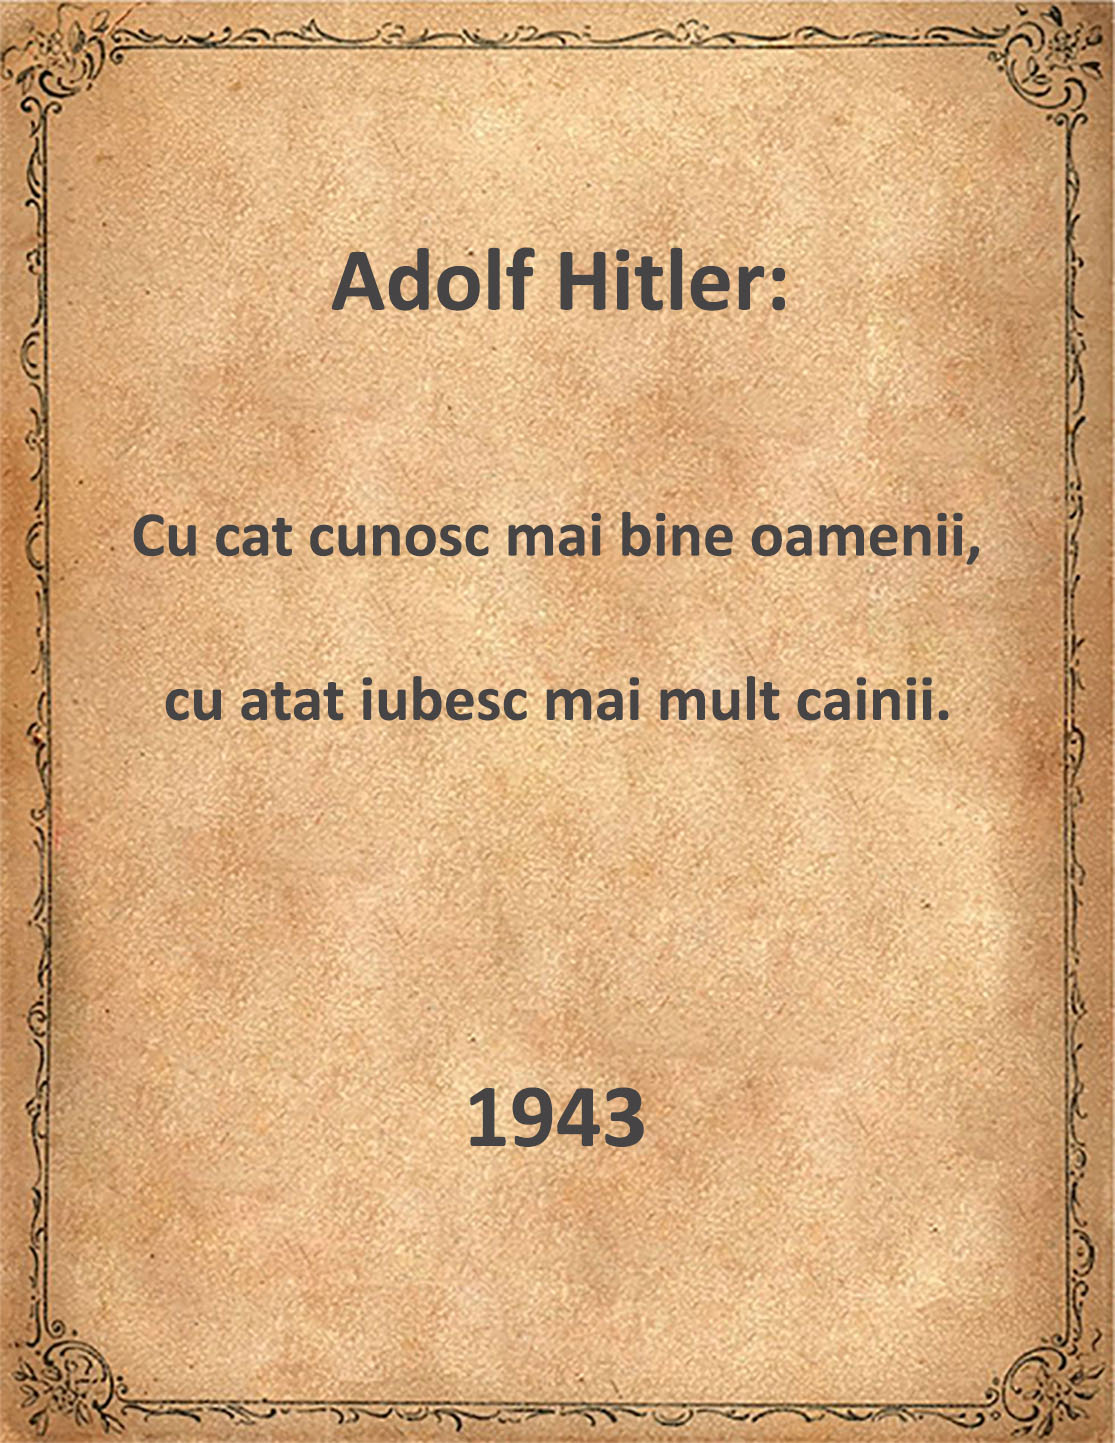 Adolf Hitler:
Cu cat cunosc mai bine oamenii,
cu atat iubesc mai mult cainii.
1943